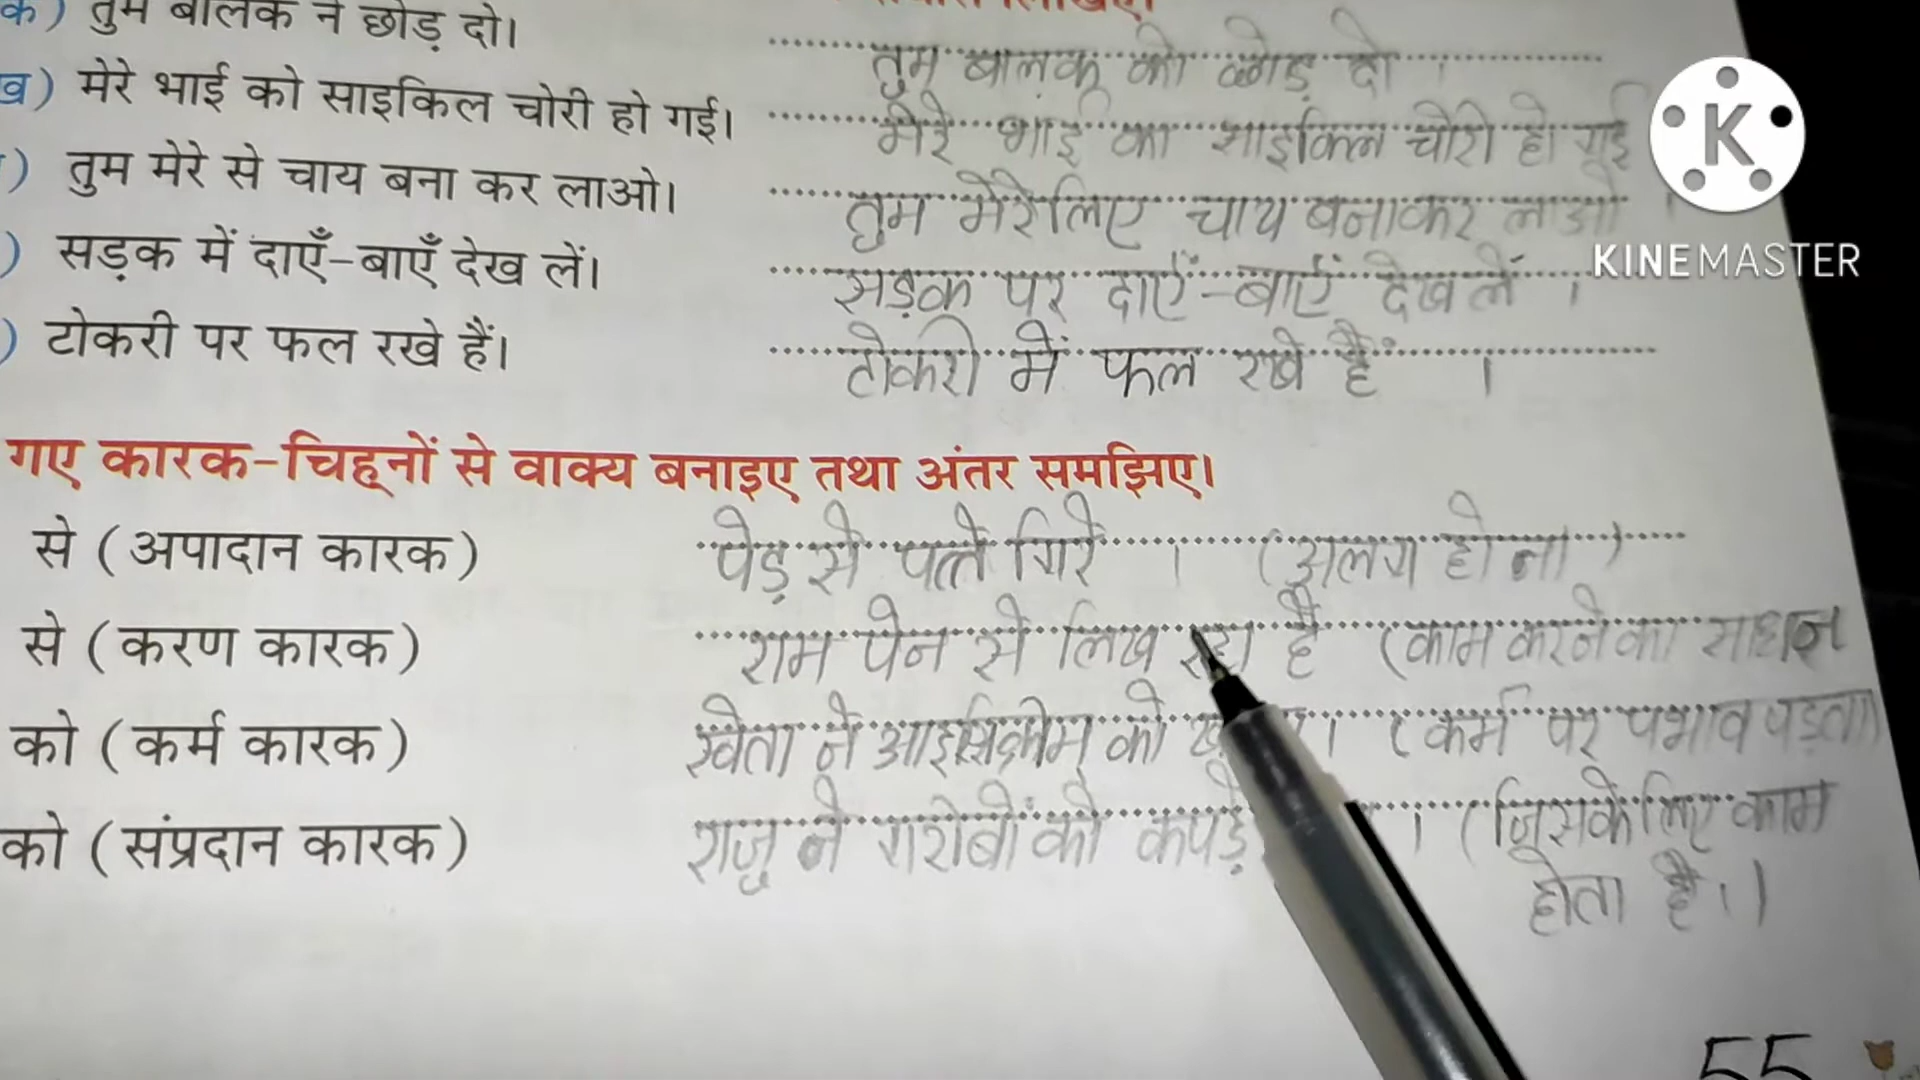 क) तुम बालक ने छोड़ दो।
तुम बालक को छोड़ दो ।
ख) मेरे भाई को साइकिल चोरी हो गई।
मेरे भाई का साइकिल चोरी हो गई
) तुम मेरे से चाय बना कर लाओ।
तुम मेरे लिए चाय बनाकर लाओ ।
) सड़क में दाएँ-बाएँ देख लें।
सड़क पर दाएँ-बाएं देख लें ।
) टोकरी पर फल रखे हैं।
टोकरी में फल रखे हैं ।
K
KINEMASTER
गए कारक-चिह्नों से वाक्य बनाइए तथा अंतर समझिए।
से (अपादान कारक)
पेड़ से पत्ते गिरे । (अलग होना)
से (करण कारक)
राम पेन से लिख रहा है (काम करने का साधन
को (कर्म कारक)
श्वेता ने आइसक्रीम को । (कर्म पर पभाव पड़ता)
को (संप्रदान कारक)
राजु ने गरीबों को कपड़े । (जिसके लिए काम
होता है।)
55